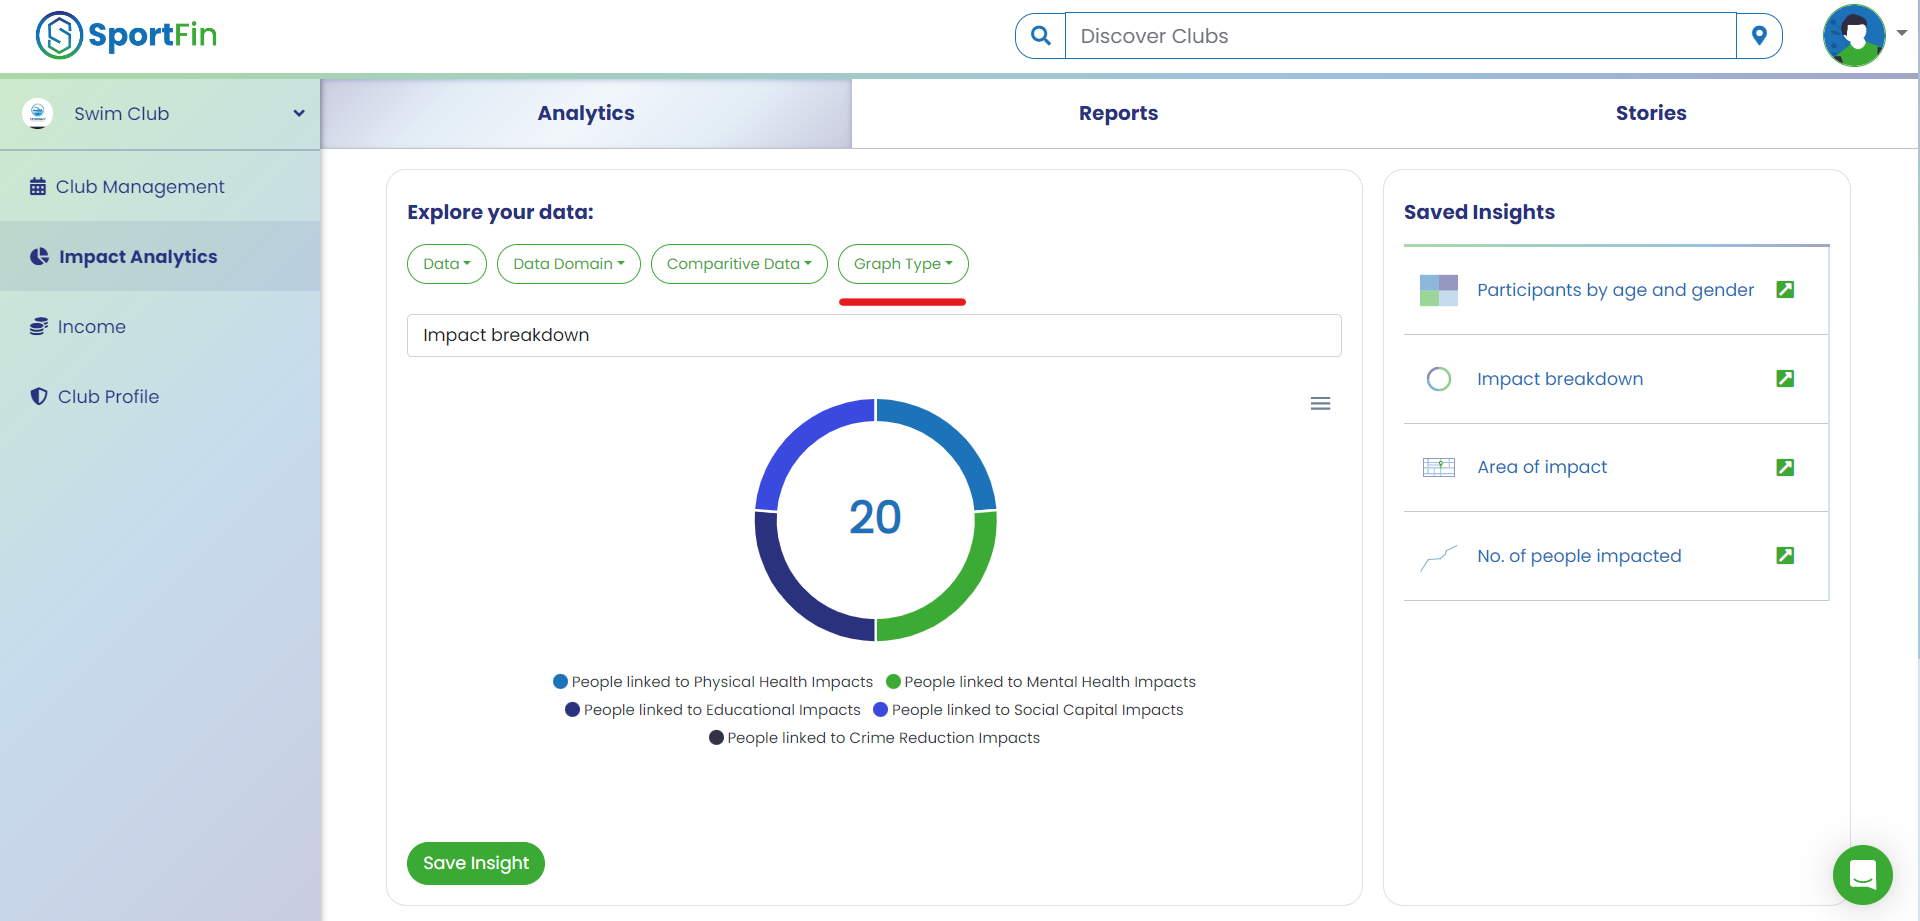 SportFin
Discover Clubs
Swim Club
Analytics
Reports
Stories
Club Management
Impact Analytics
Income
Club Profile
Explore your data:
Data
Data Domain
Comparitive Data
Graph Type
Impact breakdown
20
People linked to Physical Health Impacts
People linked to Mental Health Impacts
People linked to Educational Impacts
People linked to Social Capital Impacts
People linked to Crime Reduction Impacts
Save Insight
Saved Insights
Participants by age and gender
Impact breakdown
Area of impact
No. of people impacted